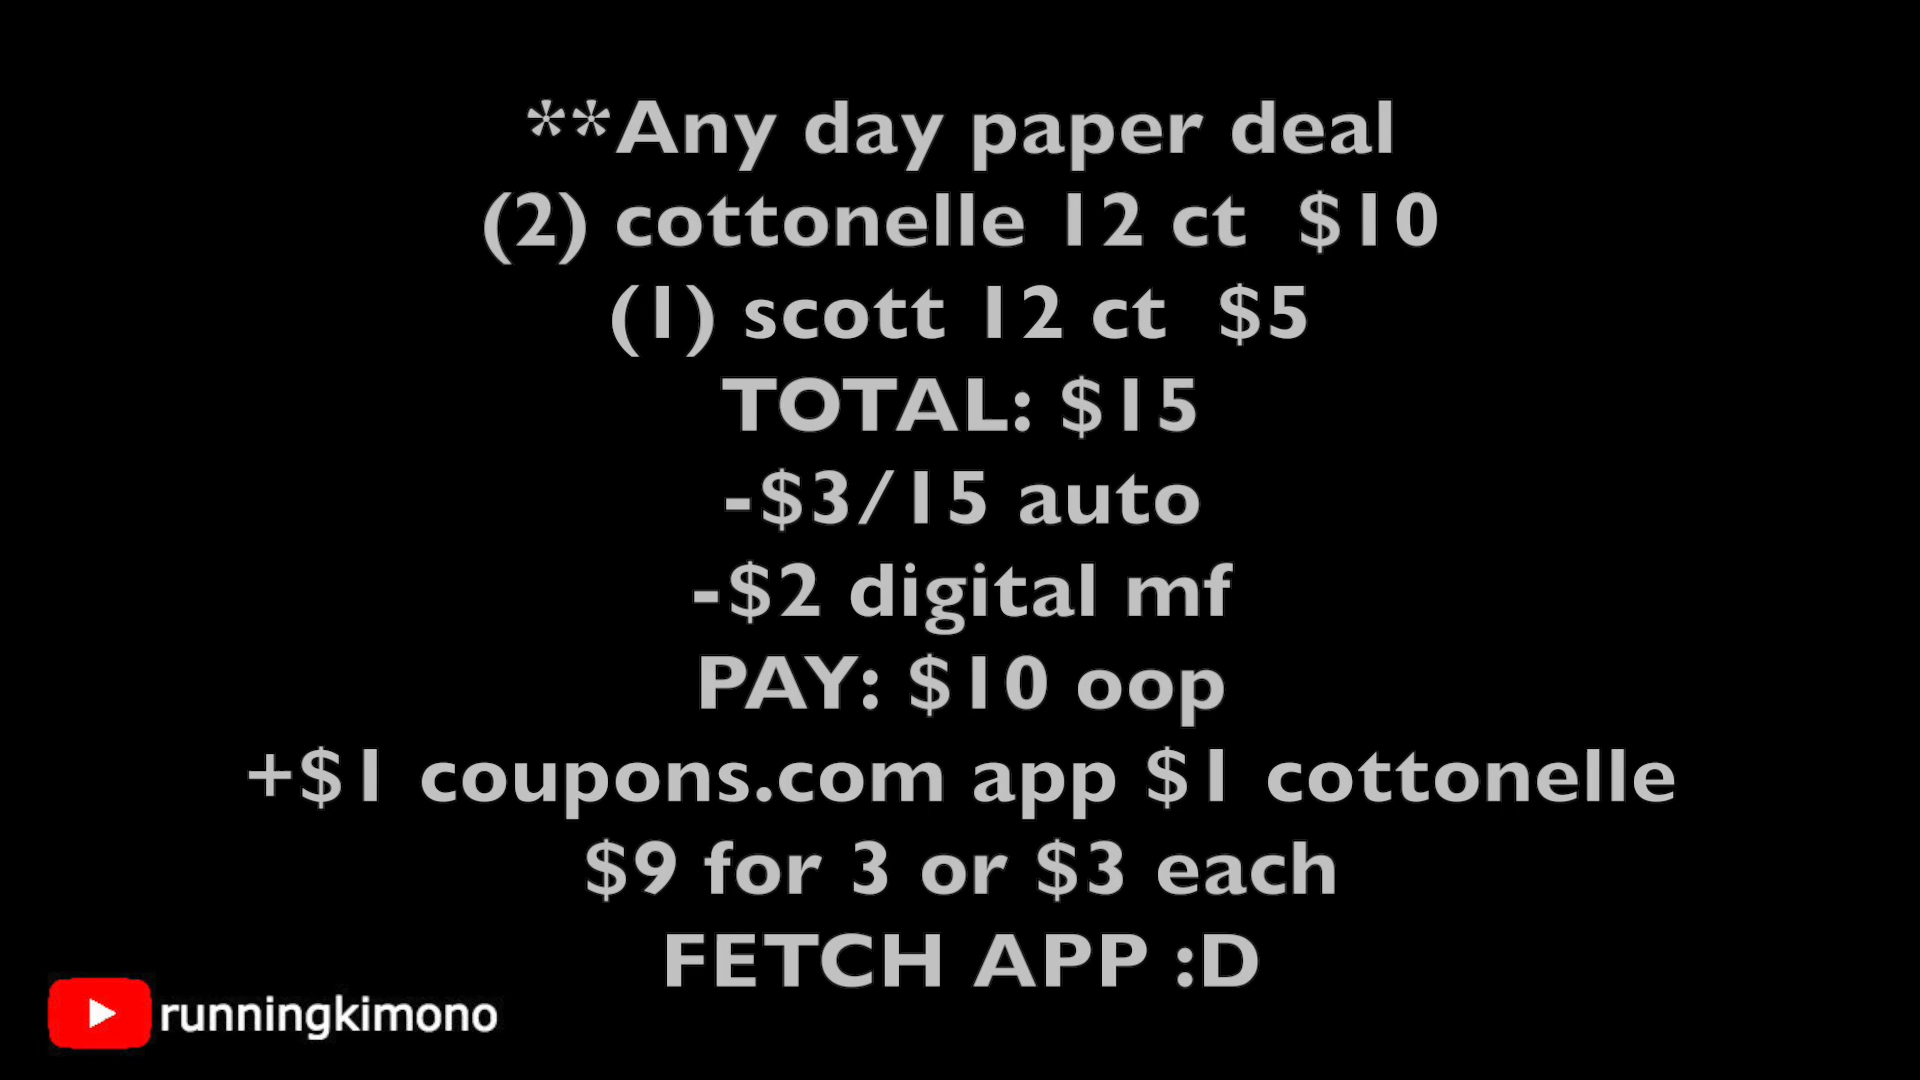 **Any day paper deal
(2) cottonelle 12 ct  $10
(1) scott 12 ct  $5
TOTAL: $15
-$3/15 auto
-$2 digital mf
PAY: $10 oop
+$1 coupons.com app $1 cottonelle
$9 for 3 or $3 each
FETCH APP :D
runningkimono